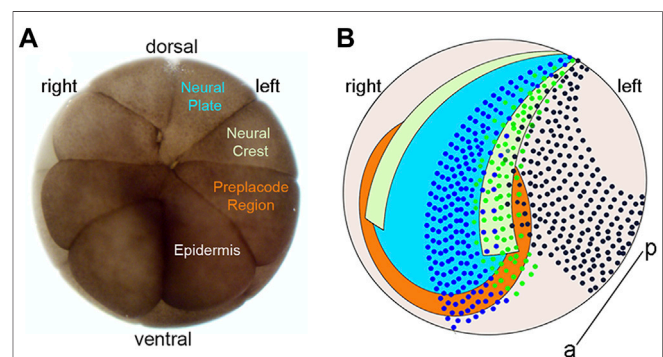 A
B
dorsal
right
left
Neural
Plate
Neural
Crest
Preplacode
Region
Epidermis
ventral
right
left
p
a